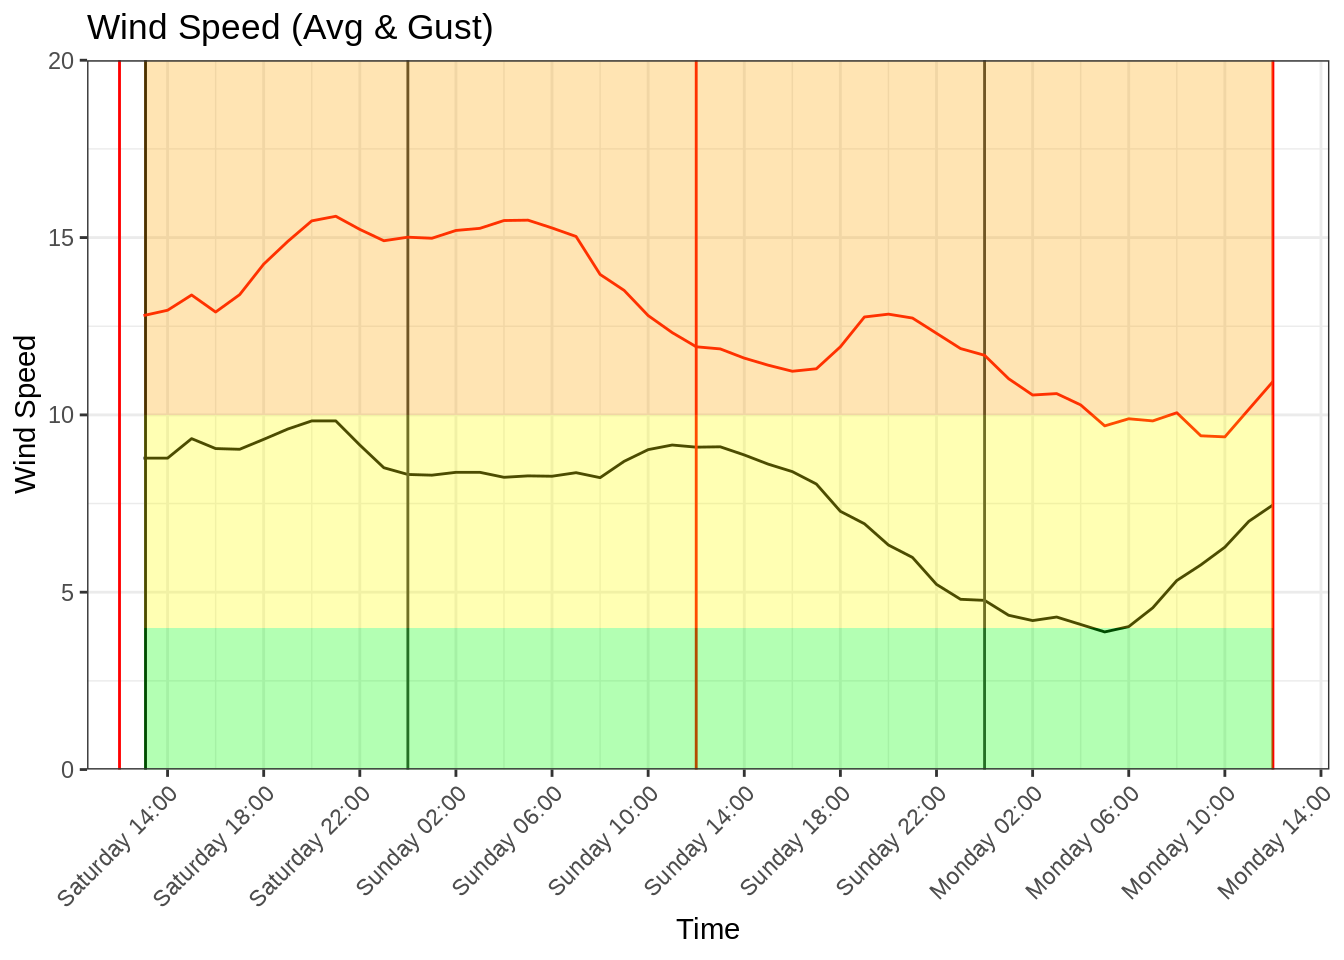 Wind Speed (Avg & Gust)
20
15
10
5
0
Wind Speed
Saturday 14:00
Saturday 18:00
Saturday 22:00
Sunday 02:00
Sunday 06:00
Sunday 10:00
Sunday 14:00
Sunday 18:00
Sunday 22:00
Monday 02:00
Monday 06:00
Monday 10:00
Monday 14:00
Time